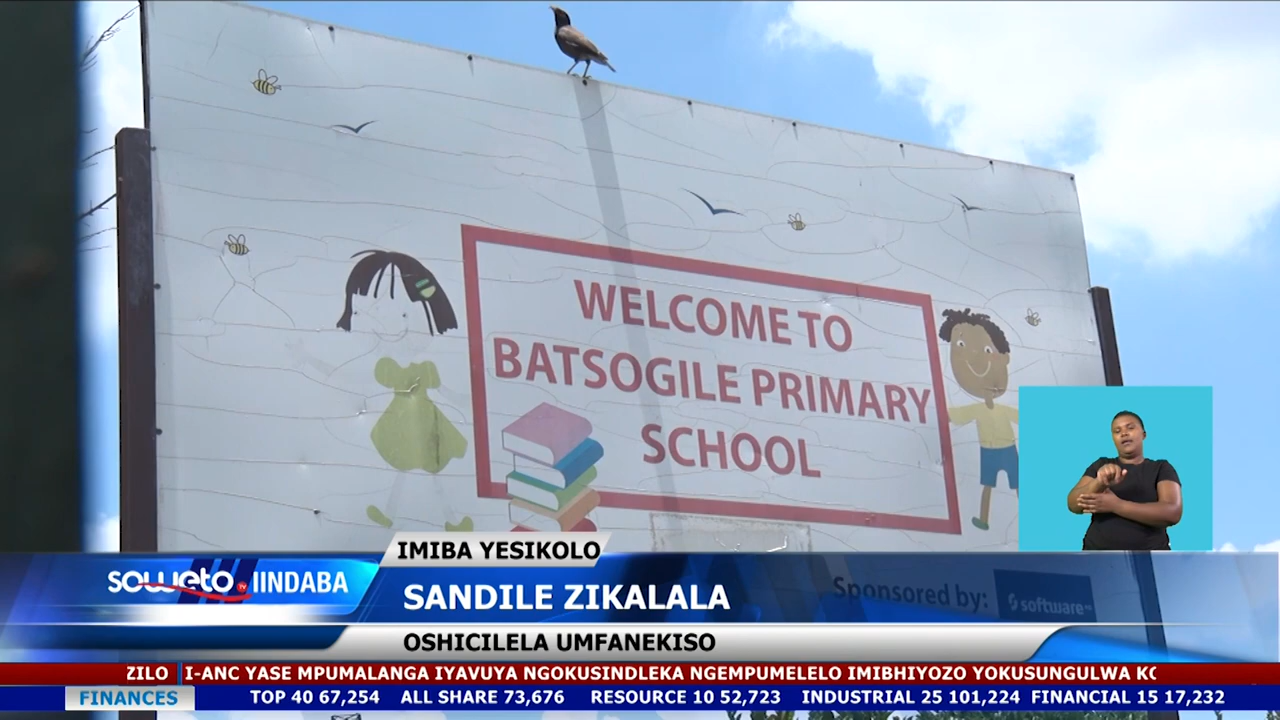 WELCOME TO
BATSOGILE PRIMARY
SCHOOL
Sponsored by:
software
IMIBA YESIKOLO
soweto tv IINDABA
SANDILE ZIKALALA
OSHICILELA UMFANEKISO
ZILO I-ANC YASE MPUMALANGA IYAVUYA NGOKUSINDLEKA NGEMPUMELELO IMIBHIYOZO YOKUSUNGULWA KC
FINANCES TOP 40 67,254 ALL SHARE 73,676 RESOURCE 10 52,723 INDUSTRIAL 25 101,224 FINANCIAL 15 17,232